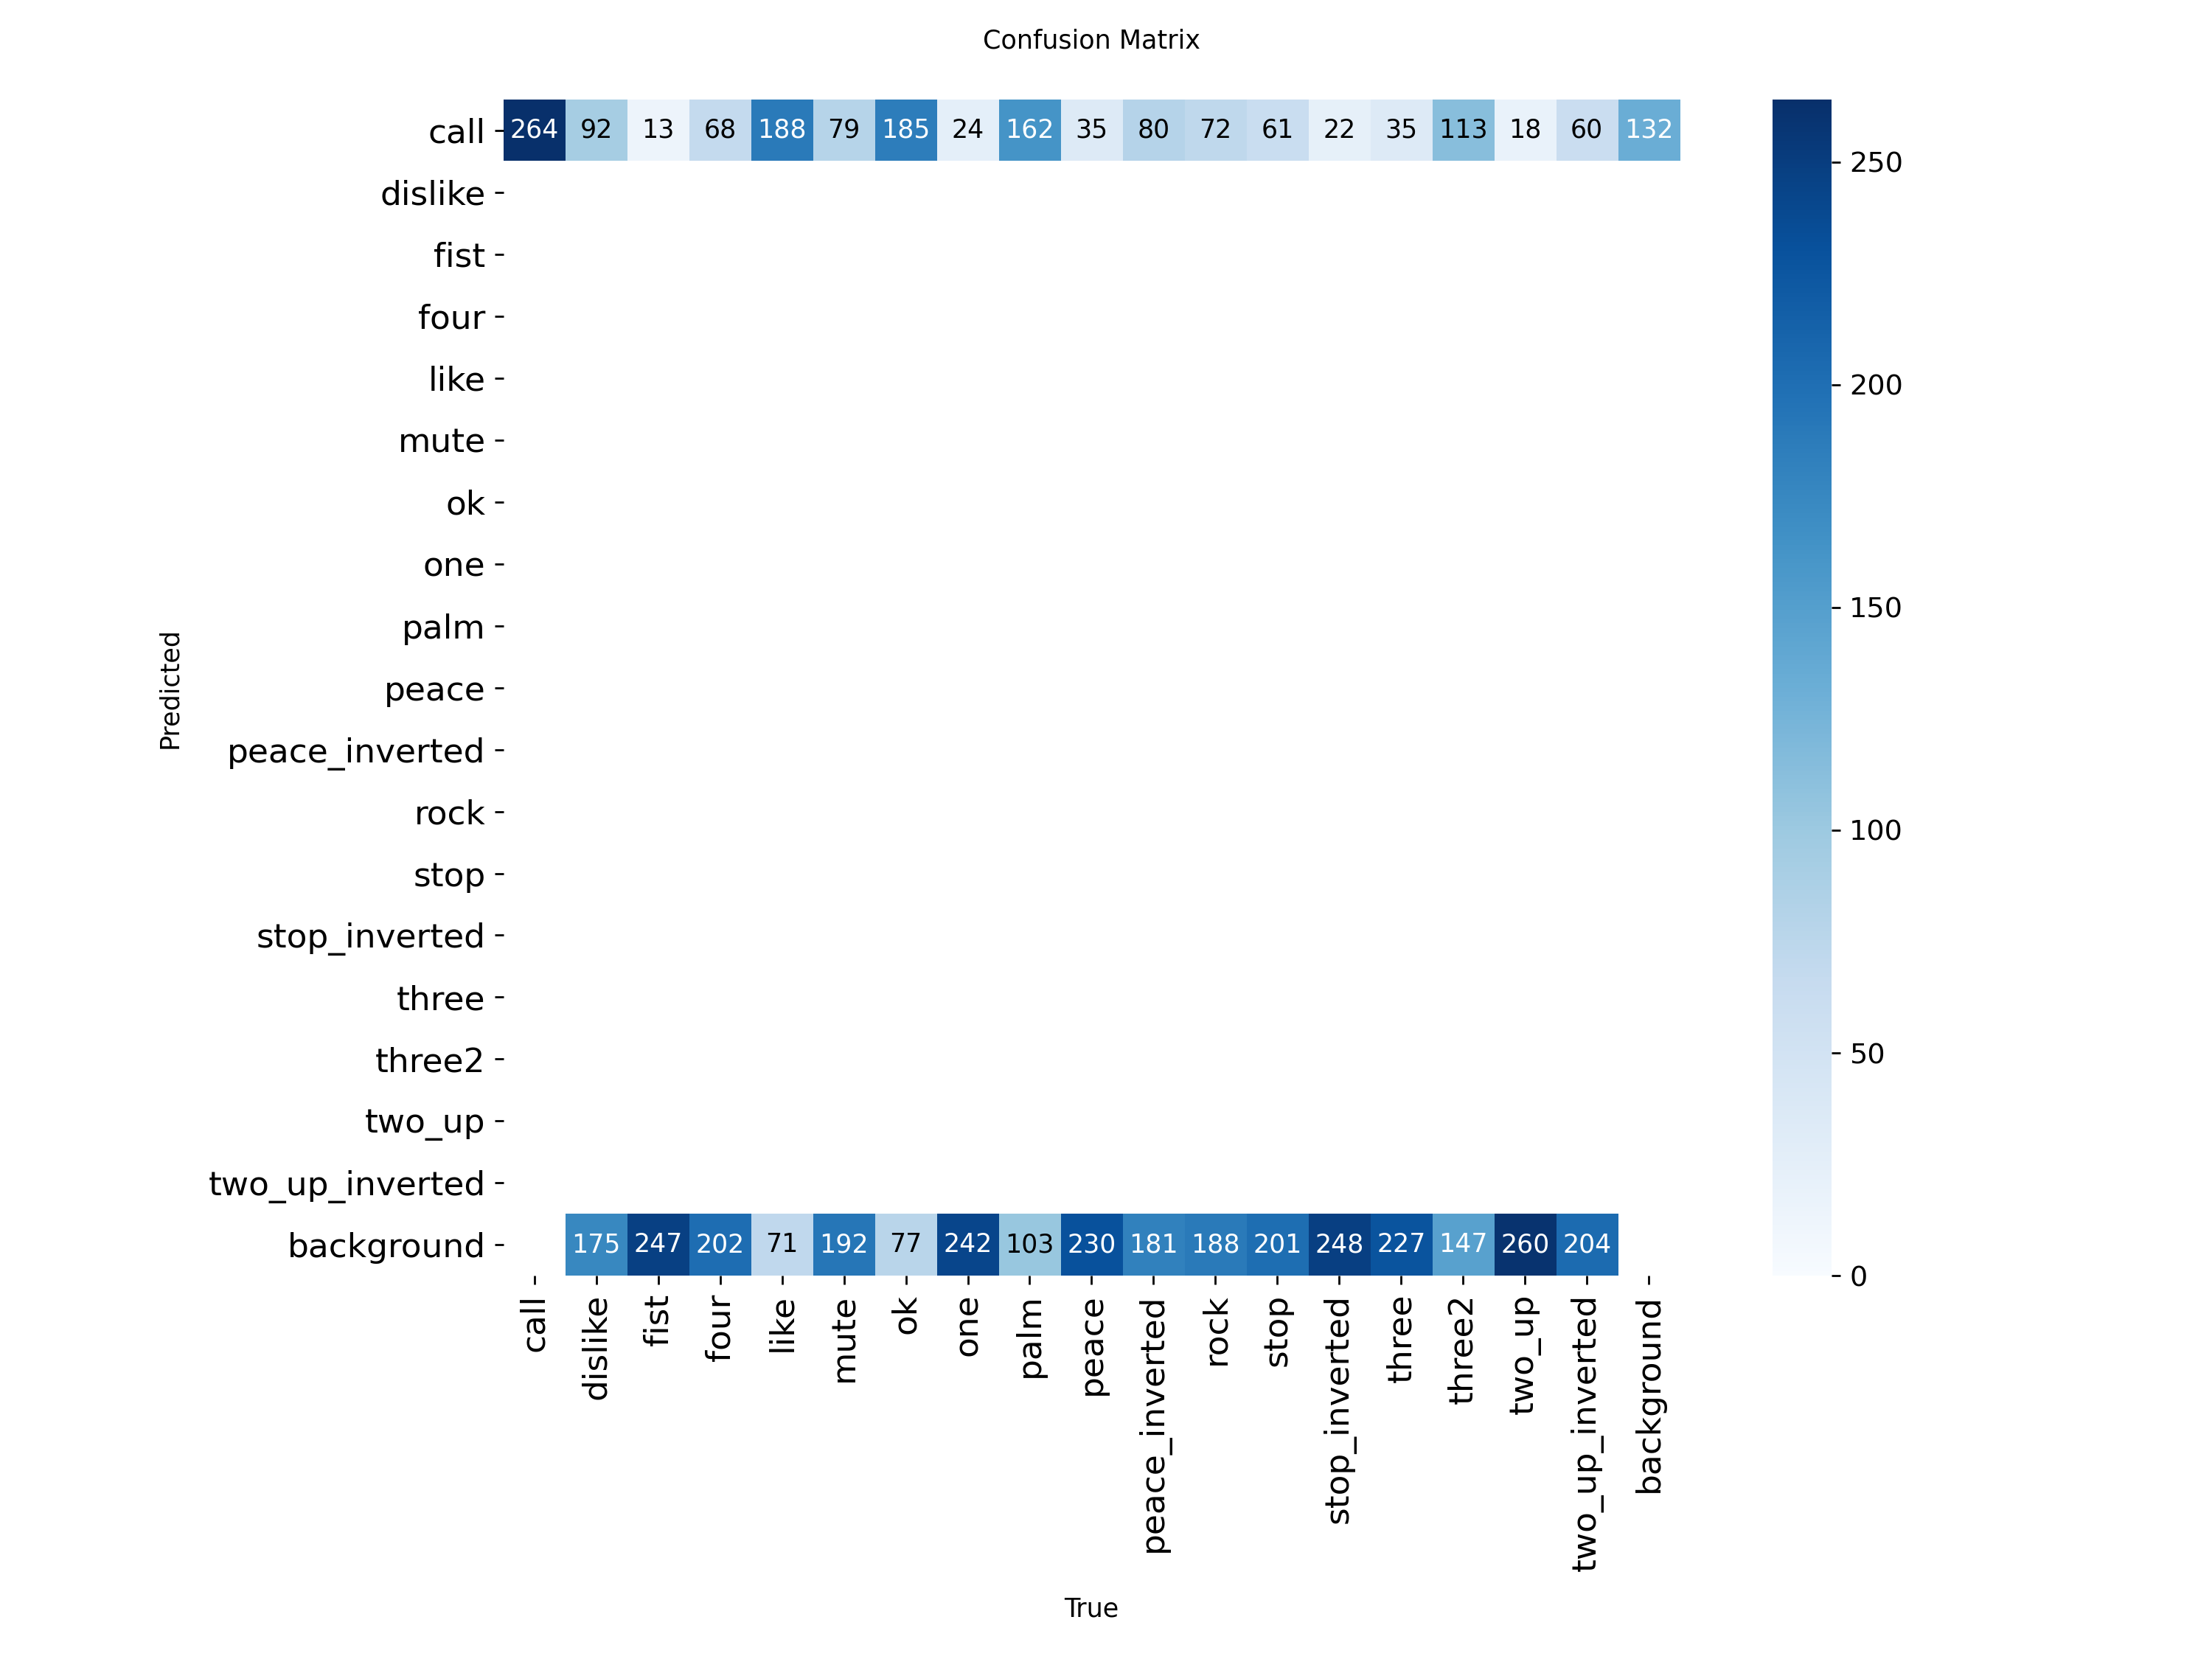 Confusion Matrix
call 264 92 13 68 188 79 185 24 162 35 80 72 61 22 35 113 18 60 132
dislike
fist
four
like
mute
ok
one
palm
peace
peace_inverted
rock
stop
stop_inverted
three
three2
two_up
two_up_inverted
background 175 247 202 71 192 77 242 103 230 181 188 201 248 227 147 260 204
Predicted
call dislike fist four like mute ok one palm peace peace_inverted rock stop stop_inverted three three2 two_up two_up_inverted background
True
250
200
150
100
50
0